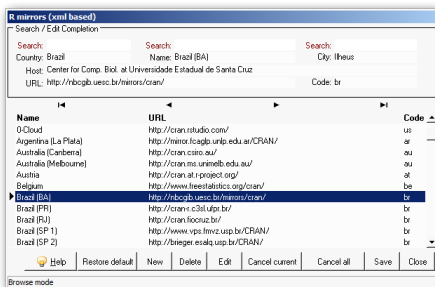 R mirrors (xml based)
Search / Edit Completion
Search: Search: Search:
Country: Brazil Name: Brazil (BA) City: Ilheus
Host: Center for Comp. Biol. at Universidade Estadual de Santa Cruz
URL: http://nbcgib.uesc.br/mirrors/cran/ Code: br
Name URL Code
0-Cloud http://cran.rstudio.com/ us
Argentina (La Plata) http://mirror.fcaglp.unlp.edu.ar/CRAN/ ar
Australia (Canberra) http://cran.csiro.au/ au
Australia (Melbourne) http://cran.ms.unimelb.edu.au/ au
Austria http://cran.at.r-project.org/ at
Belgium http://www.freestatistics.org/cran/ be
Brazil (BA) http://nbcgib.uesc.br/mirrors/cran/ br
Brazil (PR) http://cran-r.c3sl.ufpr.br/ br
Brazil (RJ) http://cran.fiocruz.br/ br
Brazil (SP 1) http://www.vps.fmvz.usp.br/CRAN/ br
Brazil (SP 2) http://brieger.esalq.usp.br/CRAN/ br
Help Restore default New Delete Edit Cancel current Cancel all Save Close
Browse mode